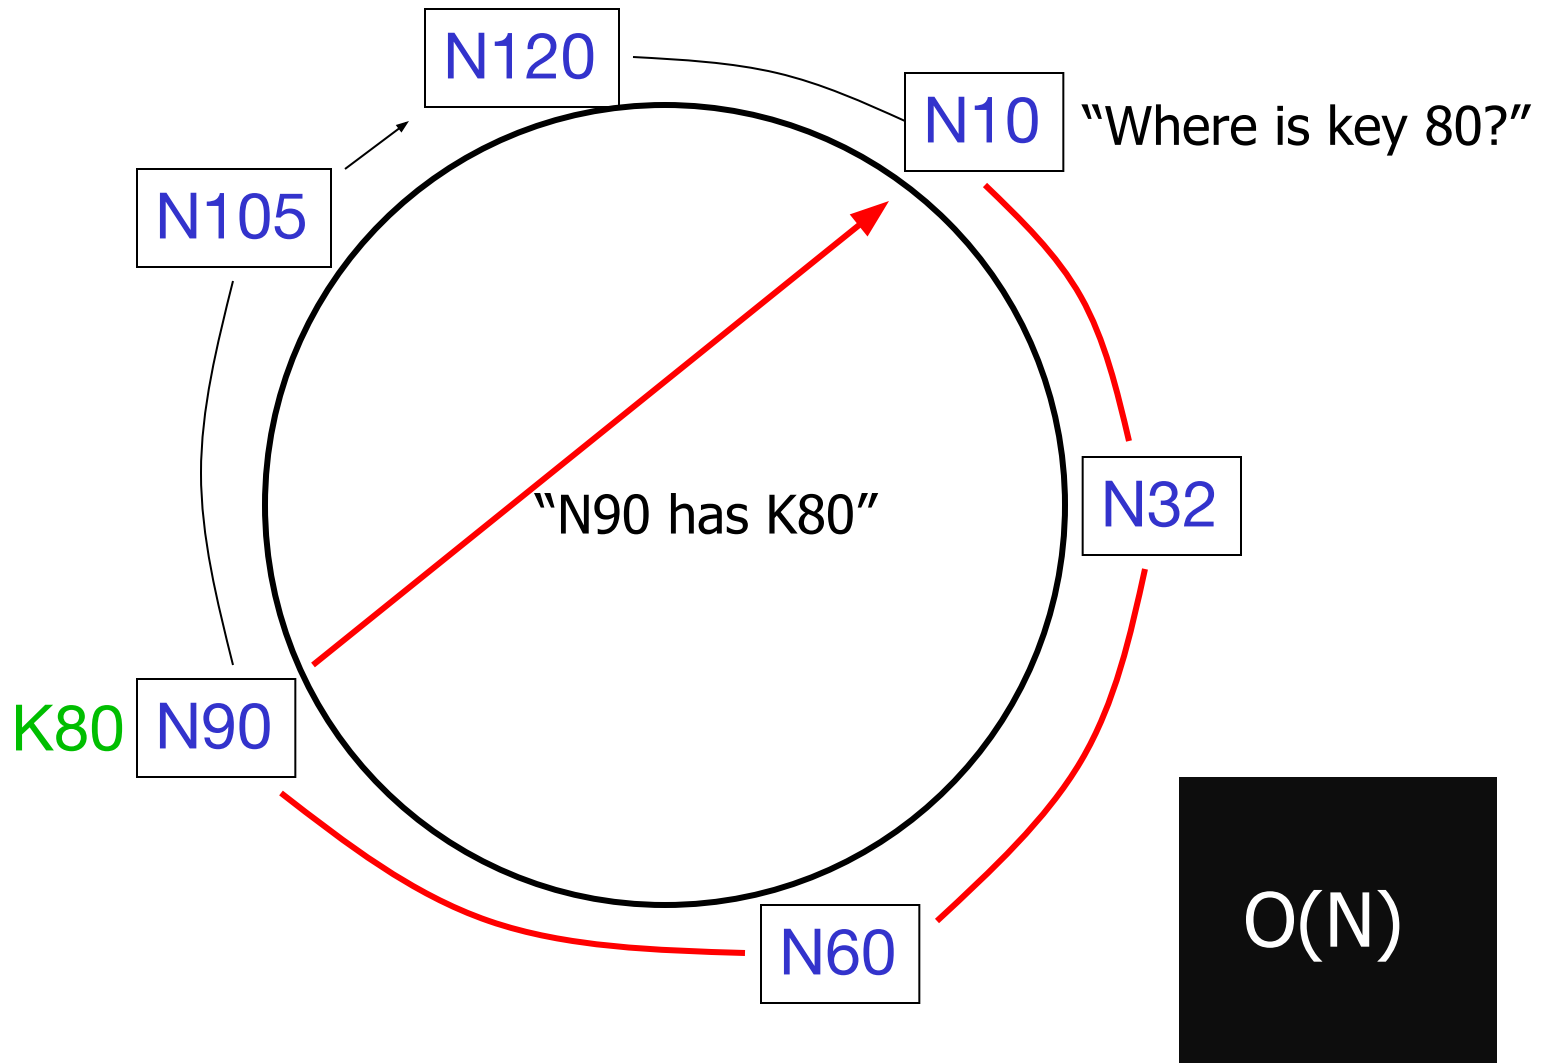 N120
N10
“Where is key 80?”
N105
“N90 has K80”
N32
K80
N90
O(N)
N60